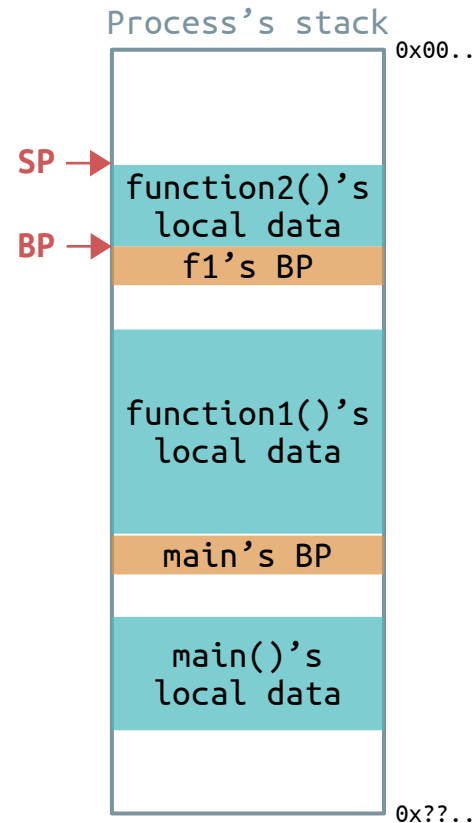 Process’s stack
0x00..
SP
function2()’s
local data
BP
f1’s BP
function1()’s
local data
main’s BP
main()’s
local data
0x??..